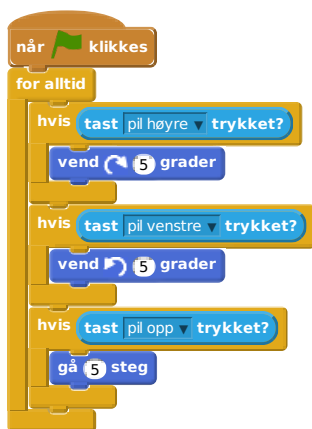 når klikkes
for alltid
hvis tast pil høyre trykket?
vend 5 grader
hvis tast pil venstre trykket?
vend 5 grader
hvis tast pil opp trykket?
gå 5 steg